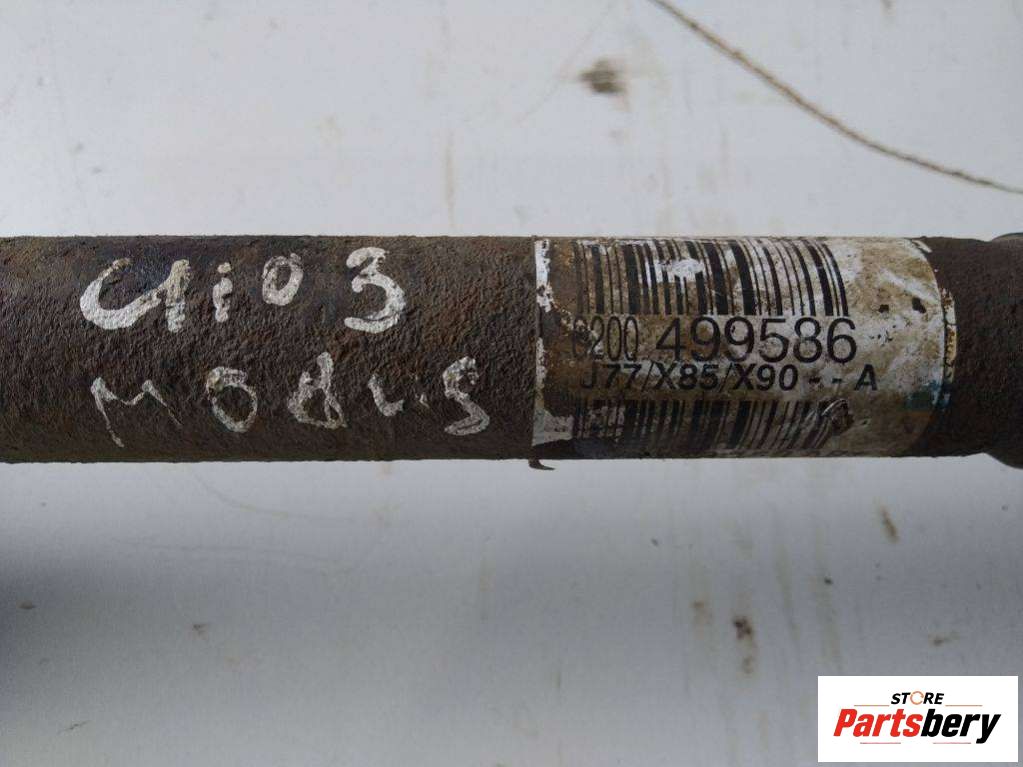 Clio 3
MODUS
8200 499586
J77/X85/X90--A
STORE
Partsbery